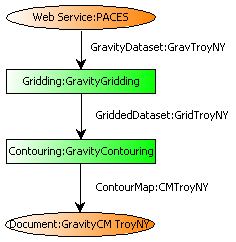 Web Service:PACES
GravityDataset:GravTroyNY
Gridding:GravityGridding
GriddedDataset:GridTroyNY
Contouring:GravityContouring
ContourMap:CMTroyNY
Document:GravityCM TroyNY